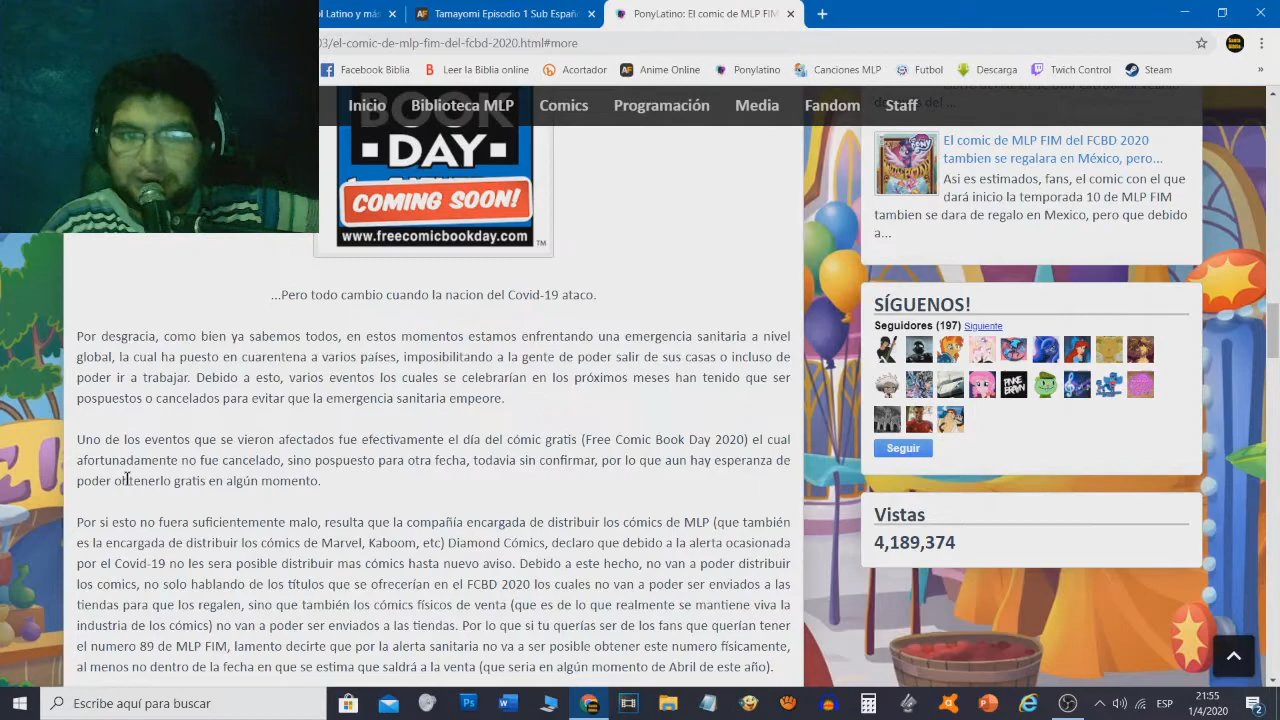 l Latino y más
AF Tamayomi Episodio 1 Sub Españ
PonyLatino: El comic de MLP FIM
03/el-comic-de-mlp-fim-del-fcbd-2020.html#more
Facebook Biblia
Leer la Biblia online
Acortador
AF Anime Online
Ponylatino
Canciones MLP
Futbol
Descarga
Twich Control
Steam
»
Inicio Biblioteca MLP Comics Programación Media Fandom Staff
BOOK
DAY
COMING SOON!
www.freecomicbookday.com
TM
...Pero todo cambio cuando la nacion del Covid-19 ataco.
Por desgracia, como bien ya sabemos todos, en estos momentos estamos enfrentando una emergencia sanitaria a nivel
global, la cual ha puesto en cuarentena a varios países, imposibilitando a la gente de poder salir de sus casas o incluso de
poder ir a trabajar. Debido a esto, varios eventos los cuales se celebrarían en los próximos meses han tenido que ser
pospuestos o cancelados para evitar que la emergencia sanitaria empeore.
Uno de los eventos que se vieron afectados fue efectivamente el día del cómic gratis (Free Comic Book Day 2020) el cual
afortunadamente no fue cancelado, sino pospuesto para otra fecha, todavia sin confirmar, por lo que aun hay esperanza de
poder obtenerlo gratis en algún momento.
Por si esto no fuera suficientemente malo, resulta que la compañía encargada de distribuir los cómics de MLP (que también
es la encargada de distribuir los cómics de Marvel, Kaboom, etc) Diamond Cómics, declaro que debido a la alerta ocasionada
por el Covid-19 no les sera posible distribuir mas cómics hasta nuevo aviso. Debido a este hecho, no van a poder distribuir
los comics, no solo hablando de los títulos que se ofrecerían en el FCBD 2020 los cuales no van a poder ser enviados a las
tiendas para que los regalen, sino que también los cómics físicos de venta (que es de lo que realmente se mantiene viva la
industria de los cómics) no van a poder ser enviados a las tiendas. Por lo que si tu querías ser de los fans que querían tener
el numero 89 de MLP FIM, lamento decirte que por la alerta sanitaria no va a ser posible obtener este numero físicamente,
al menos no dentro de la fecha en que se estima que saldrá a la venta (que seria en algún momento de Abril de este año).
días del ...
El comic de MLP FIM del FCBD 2020
tambien se regalara en México, pero...
Asi es estimados, fans, el comic con el que
dará inicio la temporada 10 de MLP FIM
tambien se dara de regalo en Mexico, pero que debido
a...
SÍGUENOS!
Seguidores (197) Siguiente
Seguir
Vistas
4,189,374
Escribe aquí para buscar
ESP
21:55
1/4/2020
2